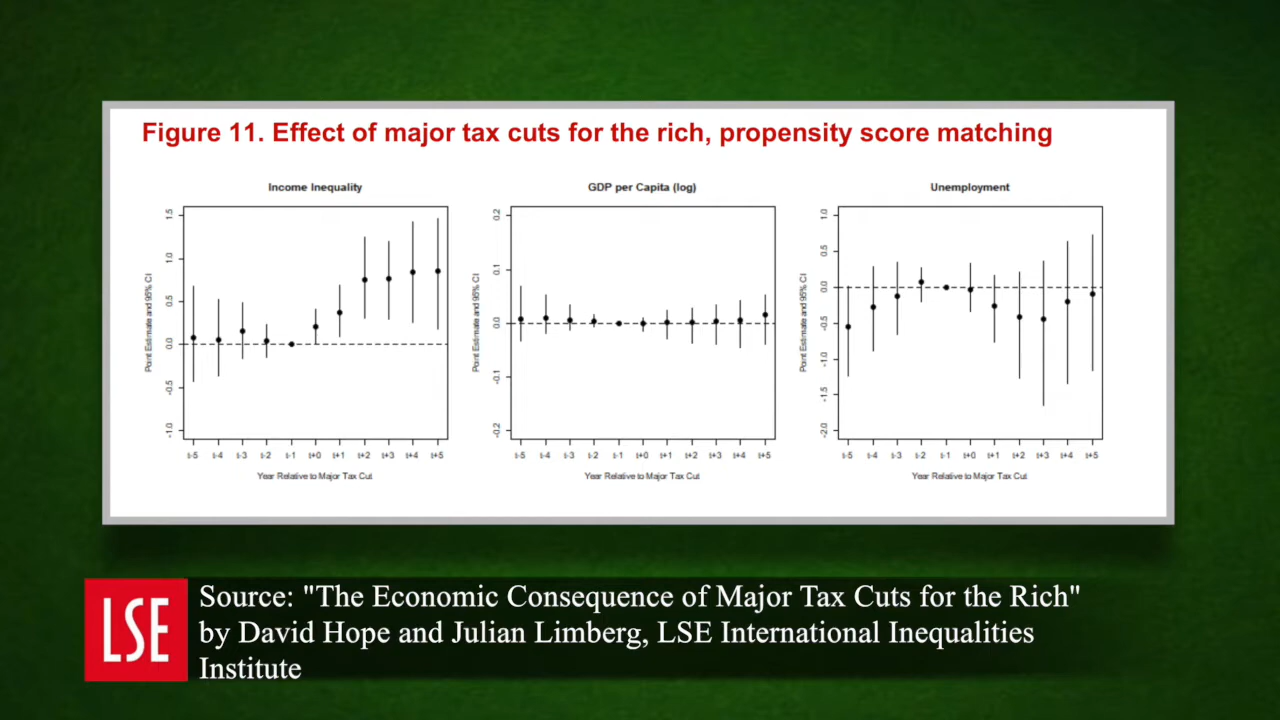 Figure 11. Effect of major tax cuts for the rich, propensity score matching
Income Inequality
Point Estimate and 95% CI
1.5
1.0
0.5
0.0
-0.5
-1.0
t-5 t-4 t-3 t-2 t-1 t+0 t+1 t+2 t+3 t+4 t+5
Year Relative to Major Tax Cut
GDP per Capita (log)
Point Estimate and 95% CI
0.2
0.1
0.0
-0.1
-0.2
t-5 t-4 t-3 t-2 t-1 t+0 t+1 t+2 t+3 t+4 t+5
Year Relative to Major Tax Cut
Unemployment
Point Estimate and 95% CI
1.0
0.5
0.0
-0.5
-1.0
-1.5
-2.0
t-5 t-4 t-3 t-2 t-1 t+0 t+1 t+2 t+3 t+4 t+5
Year Relative to Major Tax Cut
LSE
Source: "The Economic Consequence of Major Tax Cuts for the Rich"
by David Hope and Julian Limberg, LSE International Inequalities
Institute